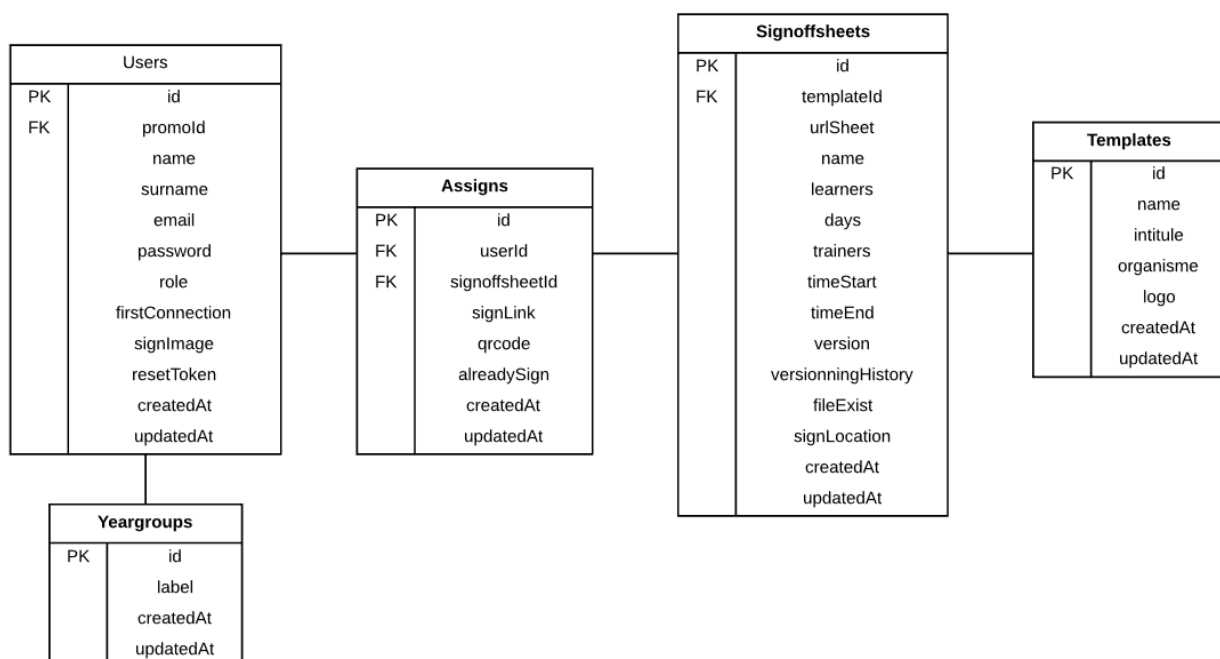 Users
PK id
FK promoId
name
surname
email
password
role
firstConnection
signImage
resetToken
createdAt
updatedAt
Yeargroups
PK id
label
createdAt
updatedAt
Assigns
PK id
FK userId
FK signoffsheetId
signLink
qrcode
alreadySign
createdAt
updatedAt
Signoffsheets
PK id
FK templateId
urlSheet
name
learners
days
trainers
timeStart
timeEnd
version
versionningHistory
fileExist
signLocation
createdAt
updatedAt
Templates
PK id
name
intitule
organisme
logo
createdAt
updatedAt